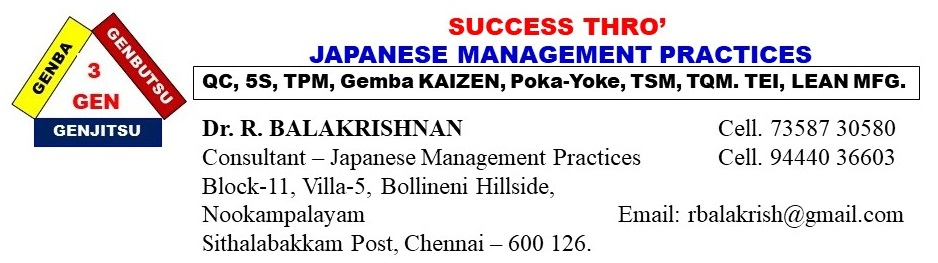 SUCCESS THRO’
JAPANESE MANAGEMENT PRACTICES
QC, 5S, TPM, Gemba KAIZEN, Poka-Yoke, TSM, TQM. TEI, LEAN MFG.
GENBA
GENBUTSU
3
GEN
GENJITSU
Dr. R. BALAKRISHNAN Cell. 73587 30580
Consultant – Japanese Management Practices Cell. 94440 36603
Block-11, Villa-5, Bollineni Hillside,
Nookampalayam Email: rbalakrish@gmail.com
Sithalabakkam Post, Chennai – 600 126.